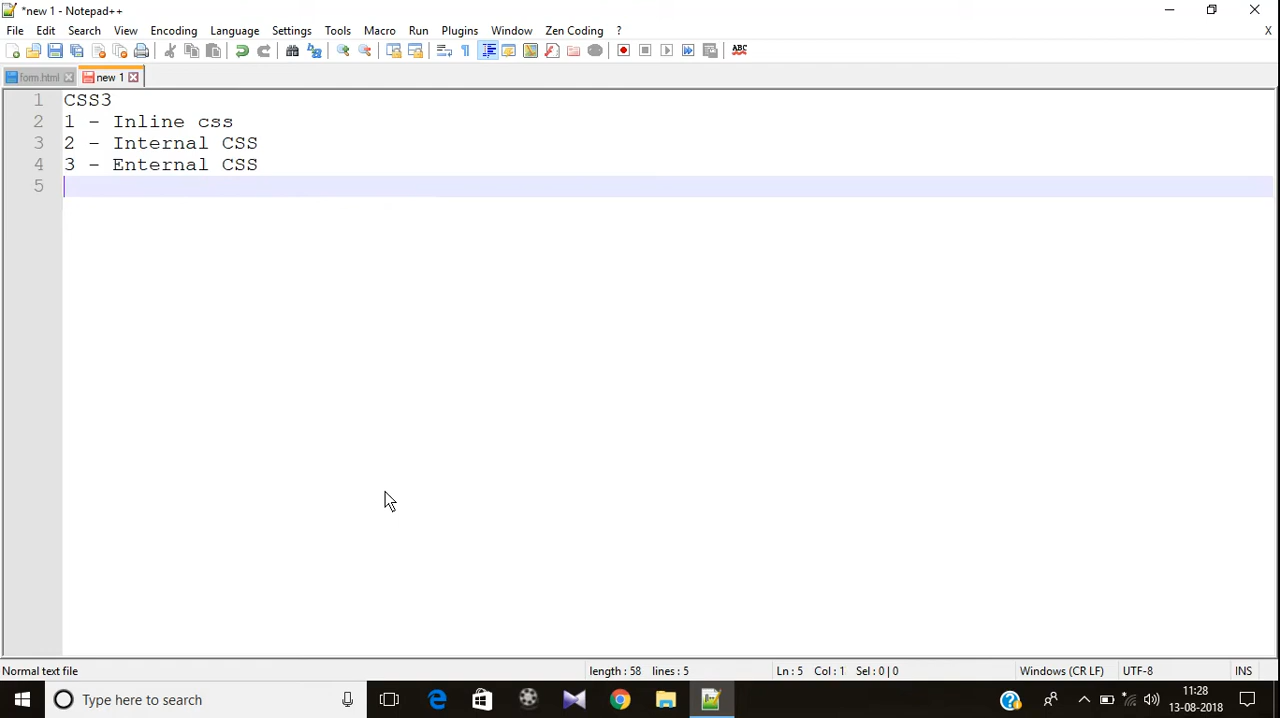 *new 1 - Notepad++
File Edit Search View Encoding Language Settings Tools Macro Run Plugins Window Zen Coding ? X
ABC
form.html new 1
1 CSS3
2 1 - Inline css
3 2 - Internal CSS
4 3 - Enternal CSS
5
Normal text file length : 58 lines : 5 Ln : 5 Col : 1 Sel : 0 | 0 Windows (CR LF) UTF-8 INS
Type here to search
11:28
13-08-2018